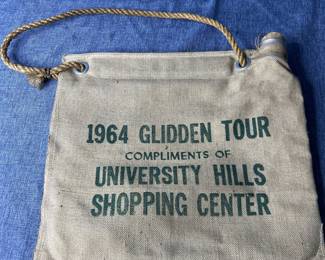 1964 GLIDDEN TOUR
COMPLIMENTS OF
UNIVERSITY HILLS
SHOPPING CENTER